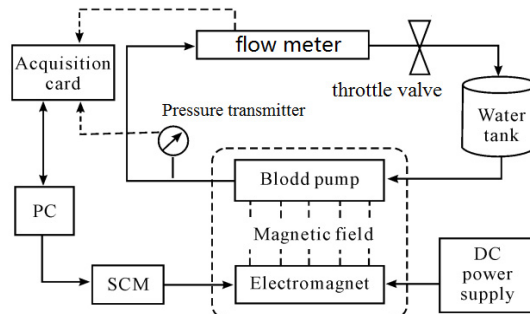 flow meter
Acquisition
card
throttle valve
Pressure transmitter
Water
tank
Blodd pump
PC
Magnetic field
DC
power
supply
SCM
Electromagnet